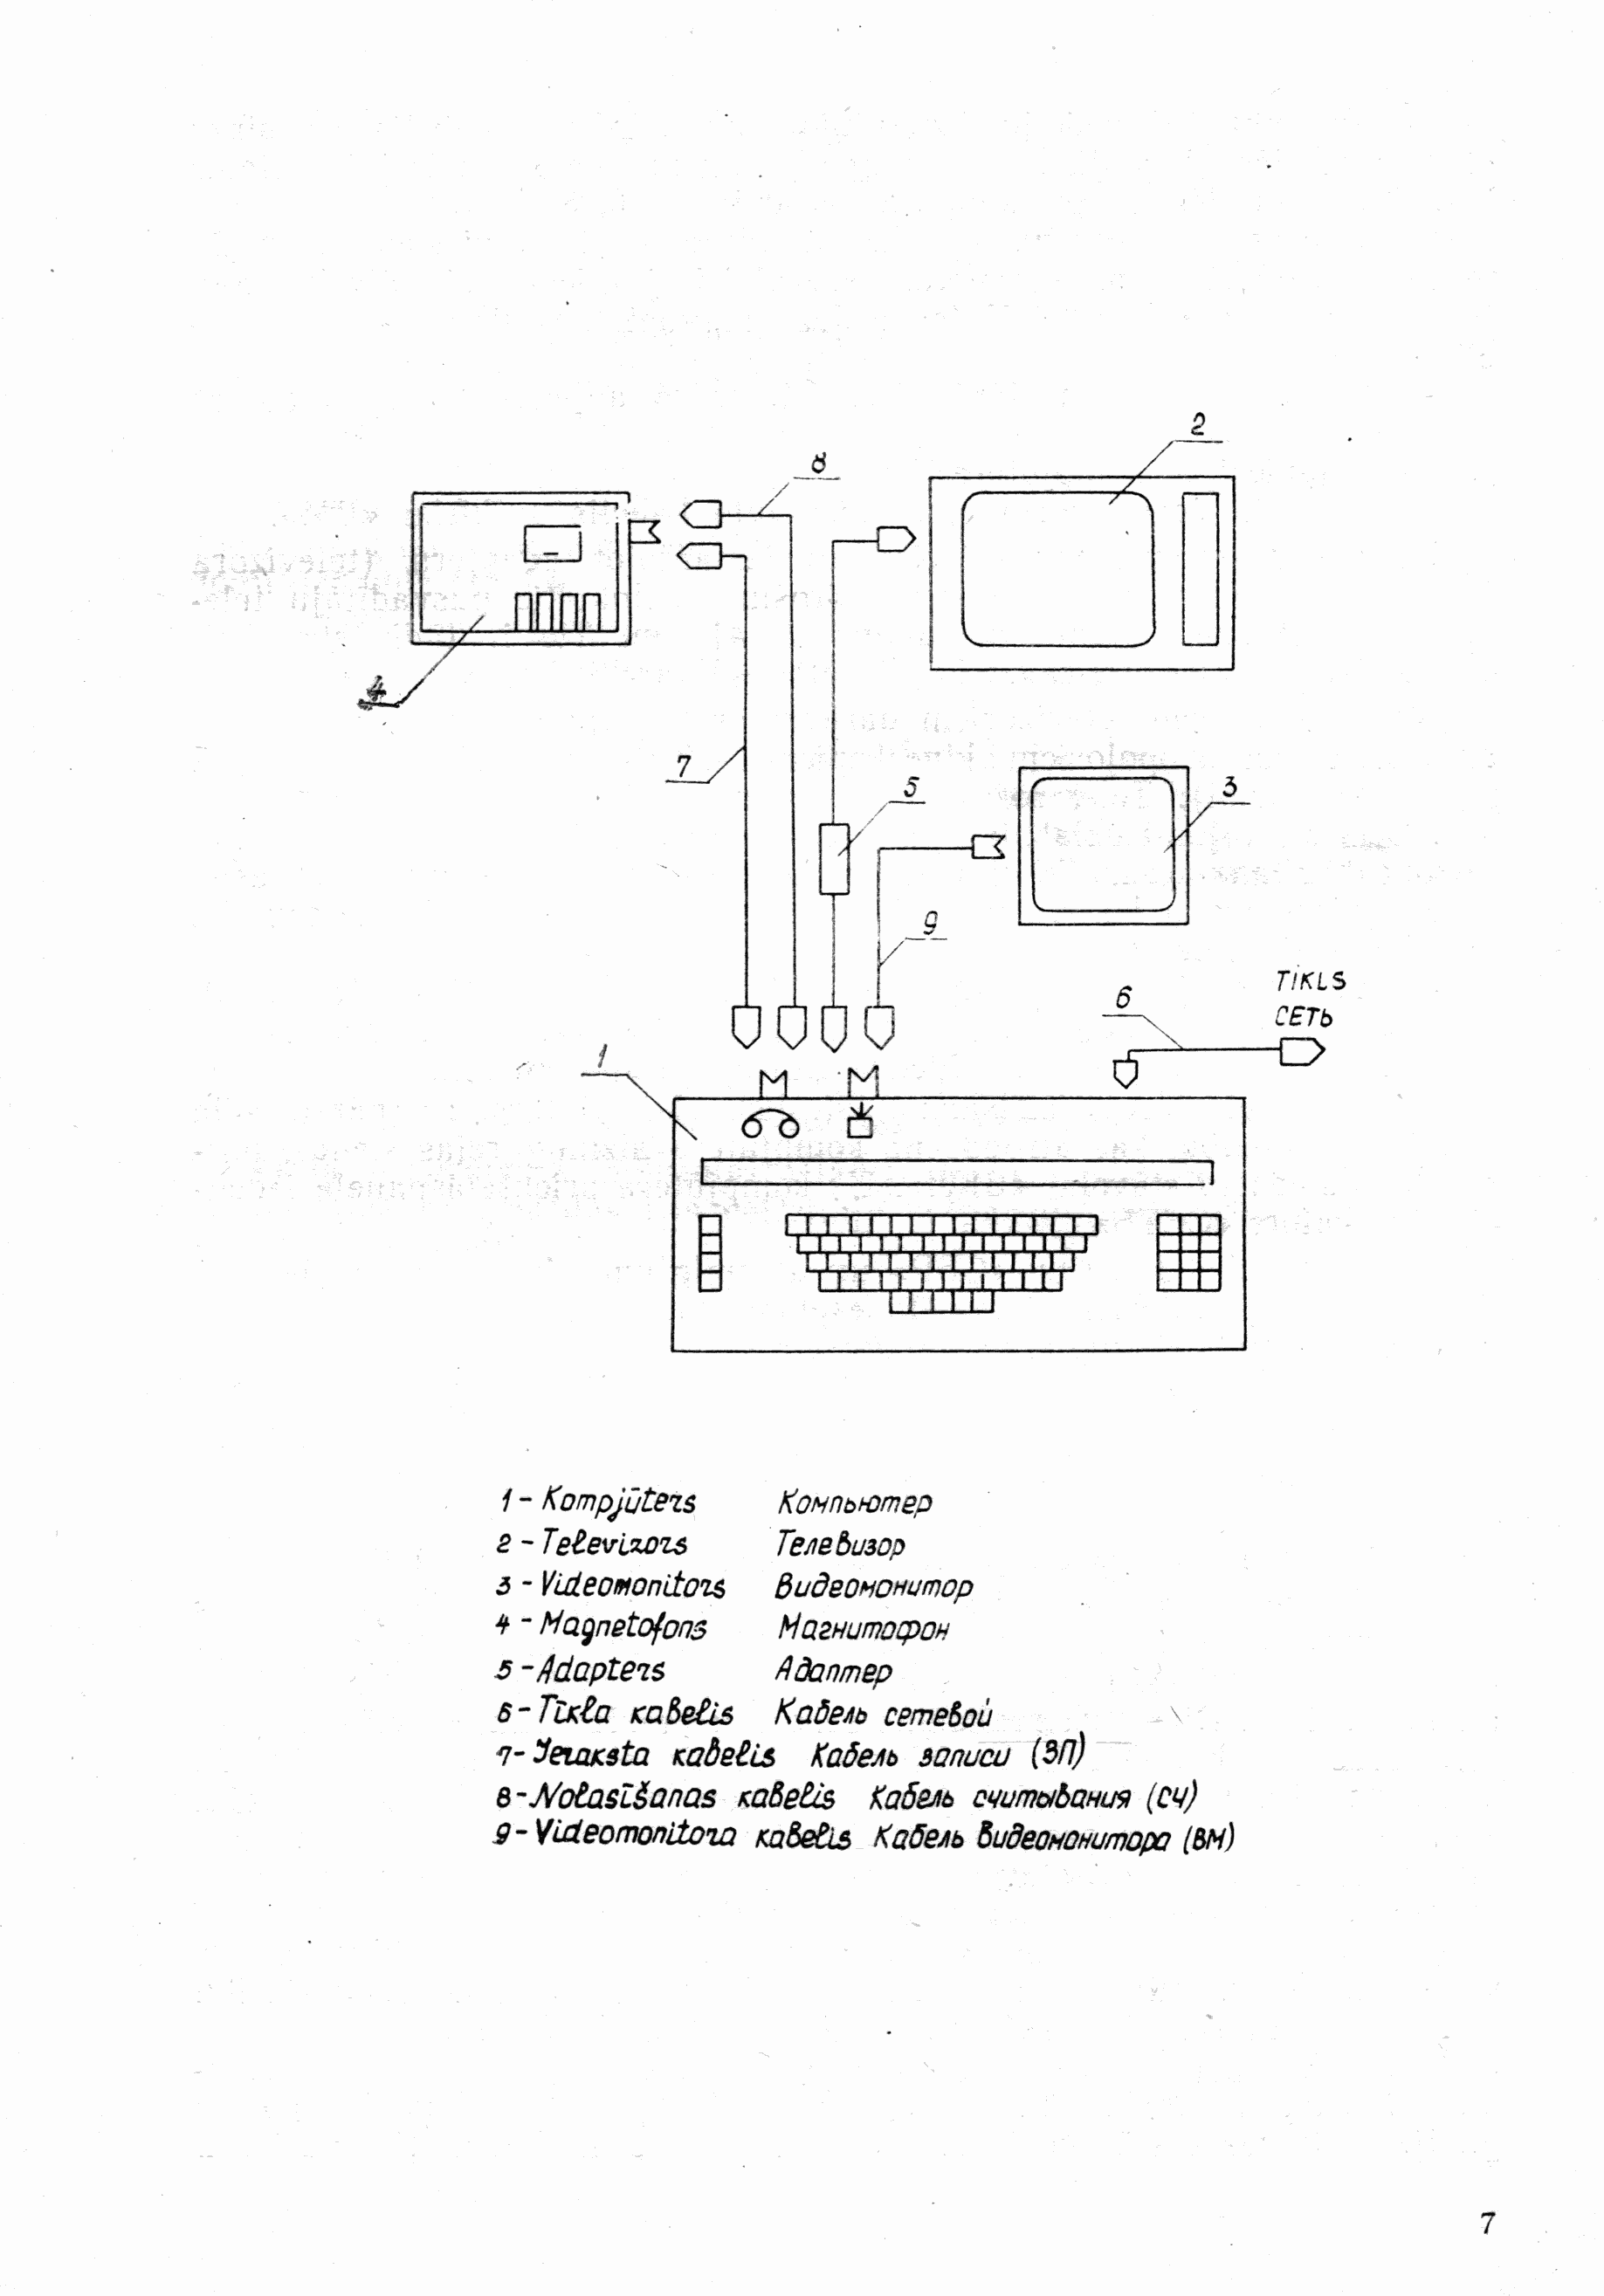 2
8
4
7
5
3
9
TīKLS
6
СЕТЬ
1
1 - Kompjūters Компьютер
2 - Televizors Телевизор
3 - Videomonitors Видеомонитор
4 - Magnetofons Магнитофон
5 - Adapters Адаптер
6 - Tīkla kabelis Кабель сетевой
7 - Ieraksta kabelis Кабель записи (ЗП)
8 - Nolasīšanas kabelis Кабель считывания (СЧ)
9 - Videomonitora kabelis Кабель видеомонитора (ВМ)
7